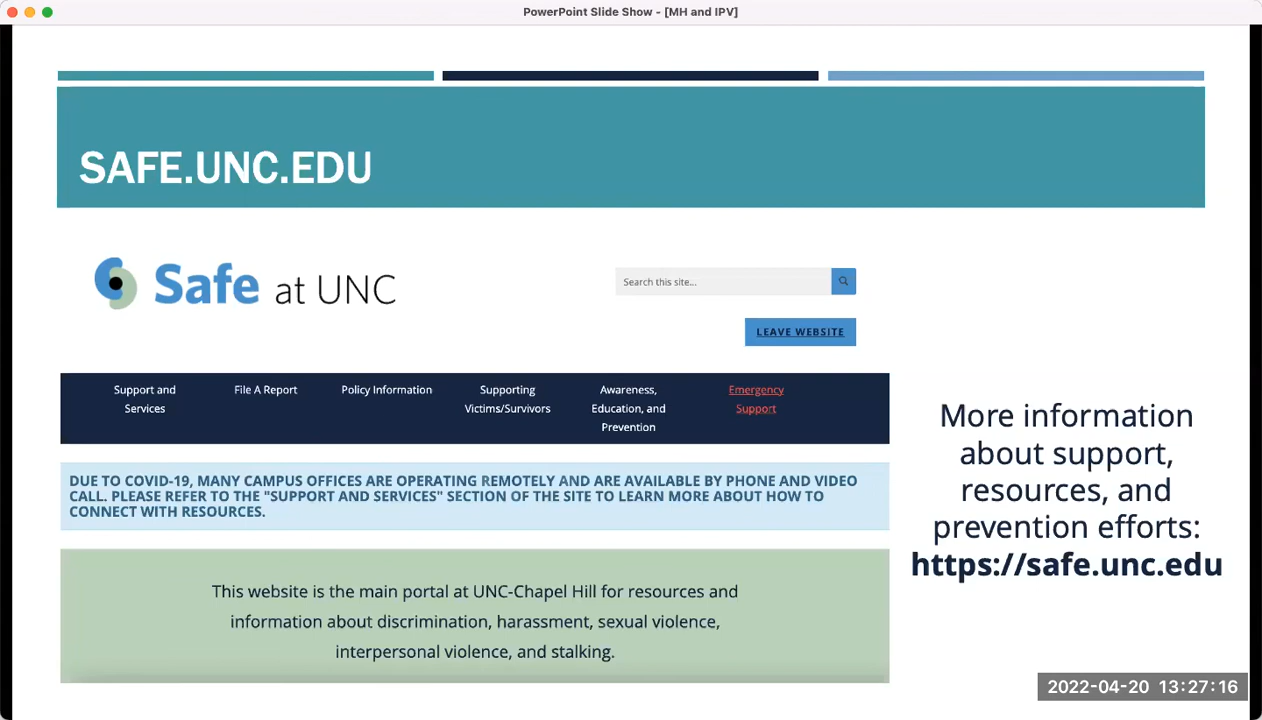 PowerPoint Slide Show - [MH and IPV]
SAFE.UNC.EDU
Safe at UNC
Search this site...
LEAVE WEBSITE
Support and
Services
File A Report
Policy Information
Supporting
Victims/Survivors
Awareness,
Education, and
Prevention
Emergency
Support
DUE TO COVID-19, MANY CAMPUS OFFICES ARE OPERATING REMOTELY AND ARE AVAILABLE BY PHONE AND VIDEO
CALL. PLEASE REFER TO THE "SUPPORT AND SERVICES" SECTION OF THE SITE TO LEARN MORE ABOUT HOW TO
CONNECT WITH RESOURCES.
This website is the main portal at UNC-Chapel Hill for resources and
information about discrimination, harassment, sexual violence,
interpersonal violence, and stalking.
More information
about support,
resources, and
prevention efforts:
https://safe.unc.edu
2022-04-20 13:27:16